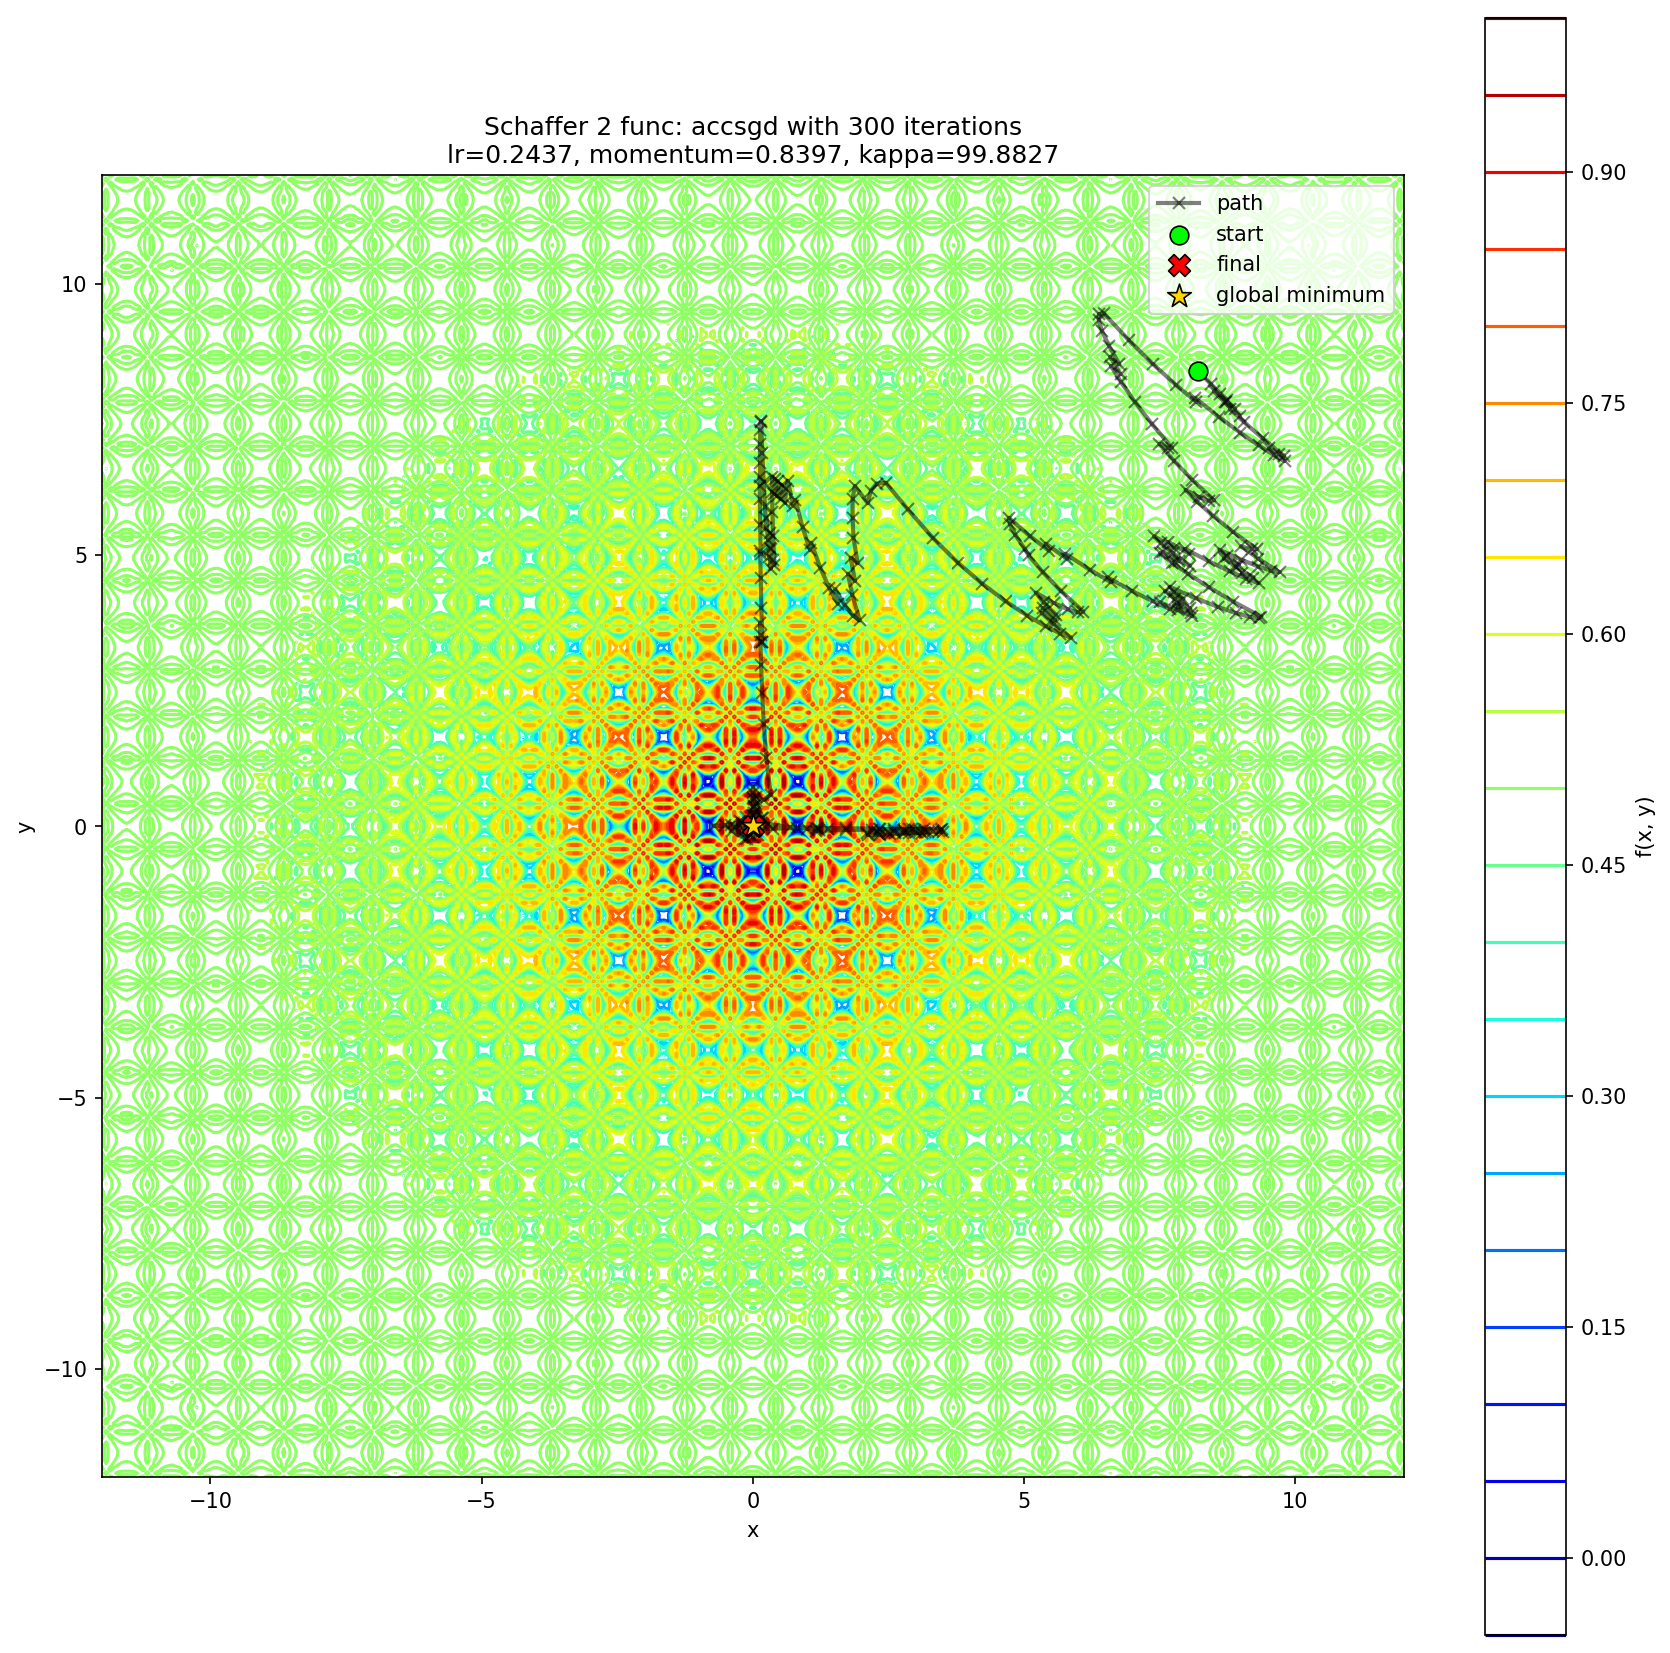 Schaffer 2 func: accsgd with 300 iterations
lr=0.2437, momentum=0.8397, kappa=99.8827
path
start
final
global minimum
10
5
0
−5
−10
y
−10
−5
0
5
10
x
0.90
0.75
0.60
0.45
0.30
0.15
0.00
f(x, y)